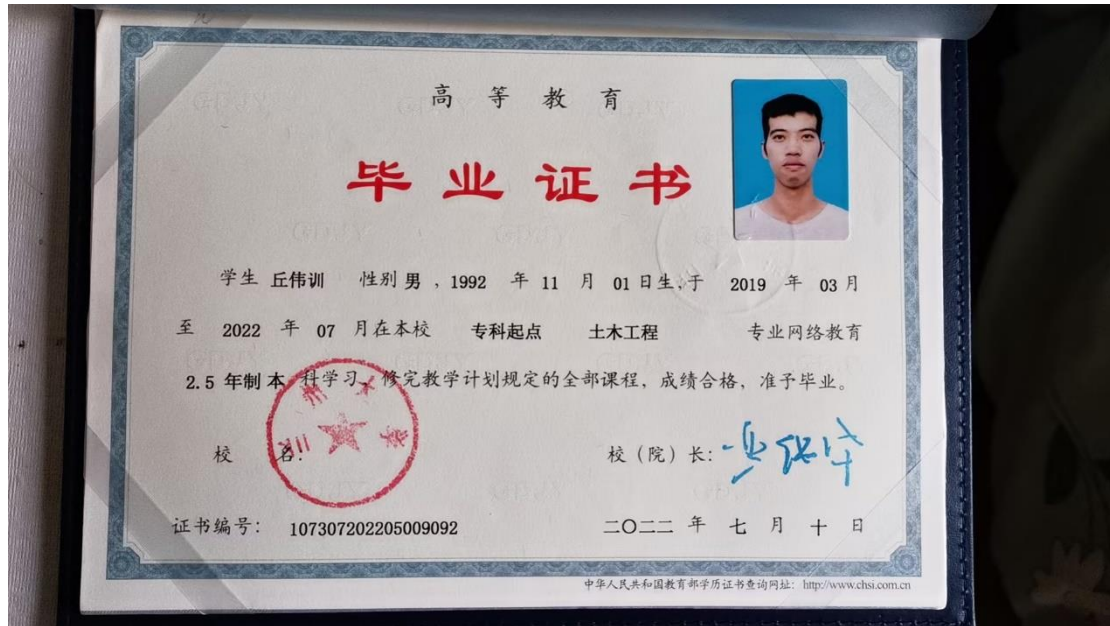 高等教育
毕业证书
学生 丘伟训 性别 男 ，1992 年 11 月 01 日生，于 2019 年 03 月
至 2022 年 07 月在本校 专科起点 土木工程 专业网络教育
2.5 年制 本 科学习，修完教学计划规定的全部课程，成绩合格，准予毕业。
校 名： 校（院）长：
证书编号： 107307202205009092 二〇二二 年 七 月 十 日
中华人民共和国教育部学历证书查询网址： http://www.chsi.com.cn